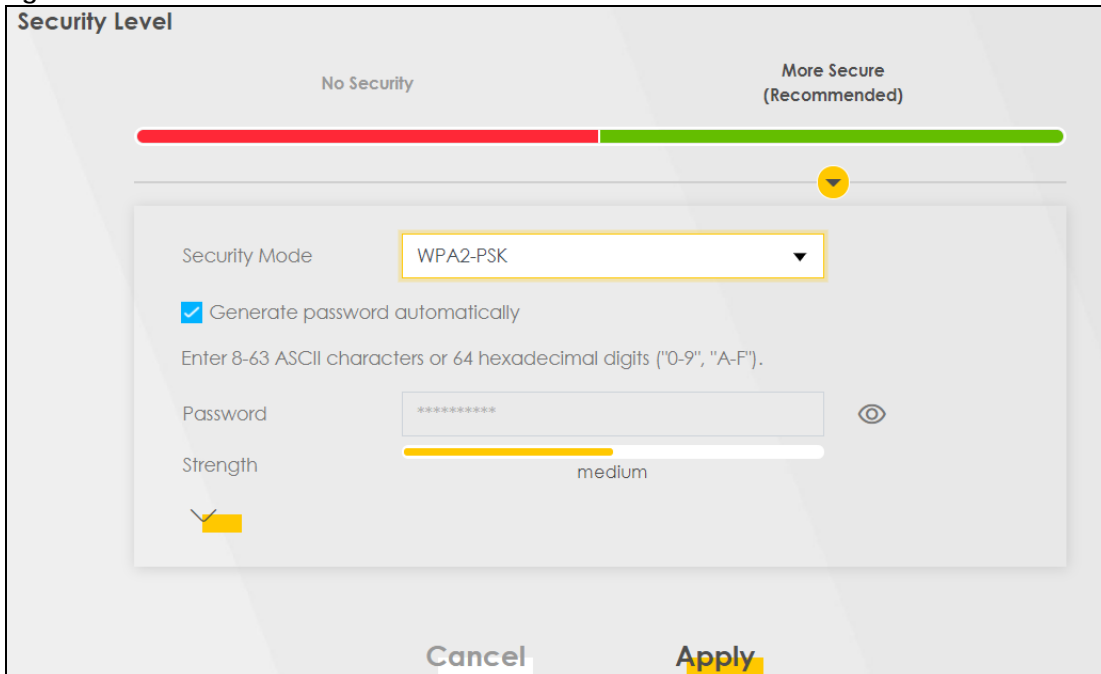 Security Level
No Security
More Secure
(Recommended)
Security Mode
WPA2-PSK
Generate password automatically
Enter 8-63 ASCII characters or 64 hexadecimal digits ("0-9", "A-F").
Password
**********
Strength
medium
Cancel
Apply